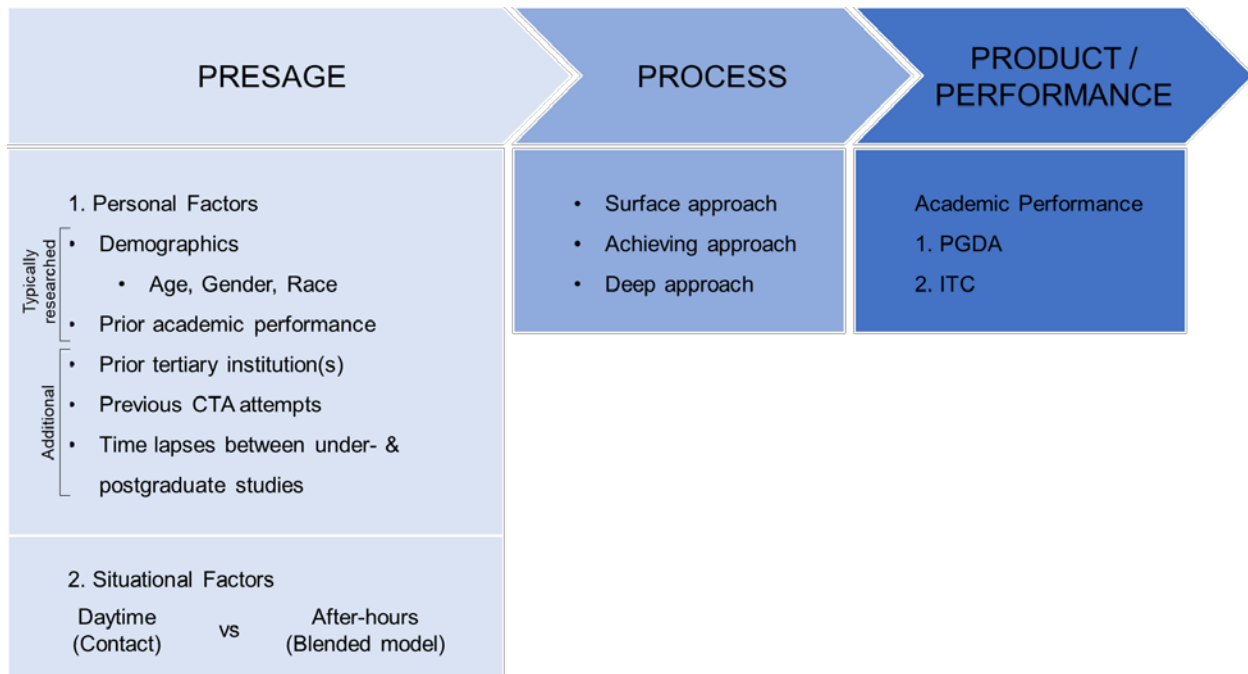 PRESAGE
PROCESS
PRODUCT /
PERFORMANCE
1. Personal Factors
Typically
researched
• Demographics
• Age, Gender, Race
• Prior academic performance
Additional
• Prior tertiary institution(s)
• Previous CTA attempts
• Time lapses between under- &
postgraduate studies
2. Situational Factors
Daytime
(Contact)
vs
After-hours
(Blended model)
• Surface approach
• Achieving approach
• Deep approach
Academic Performance
1. PGDA
2. ITC